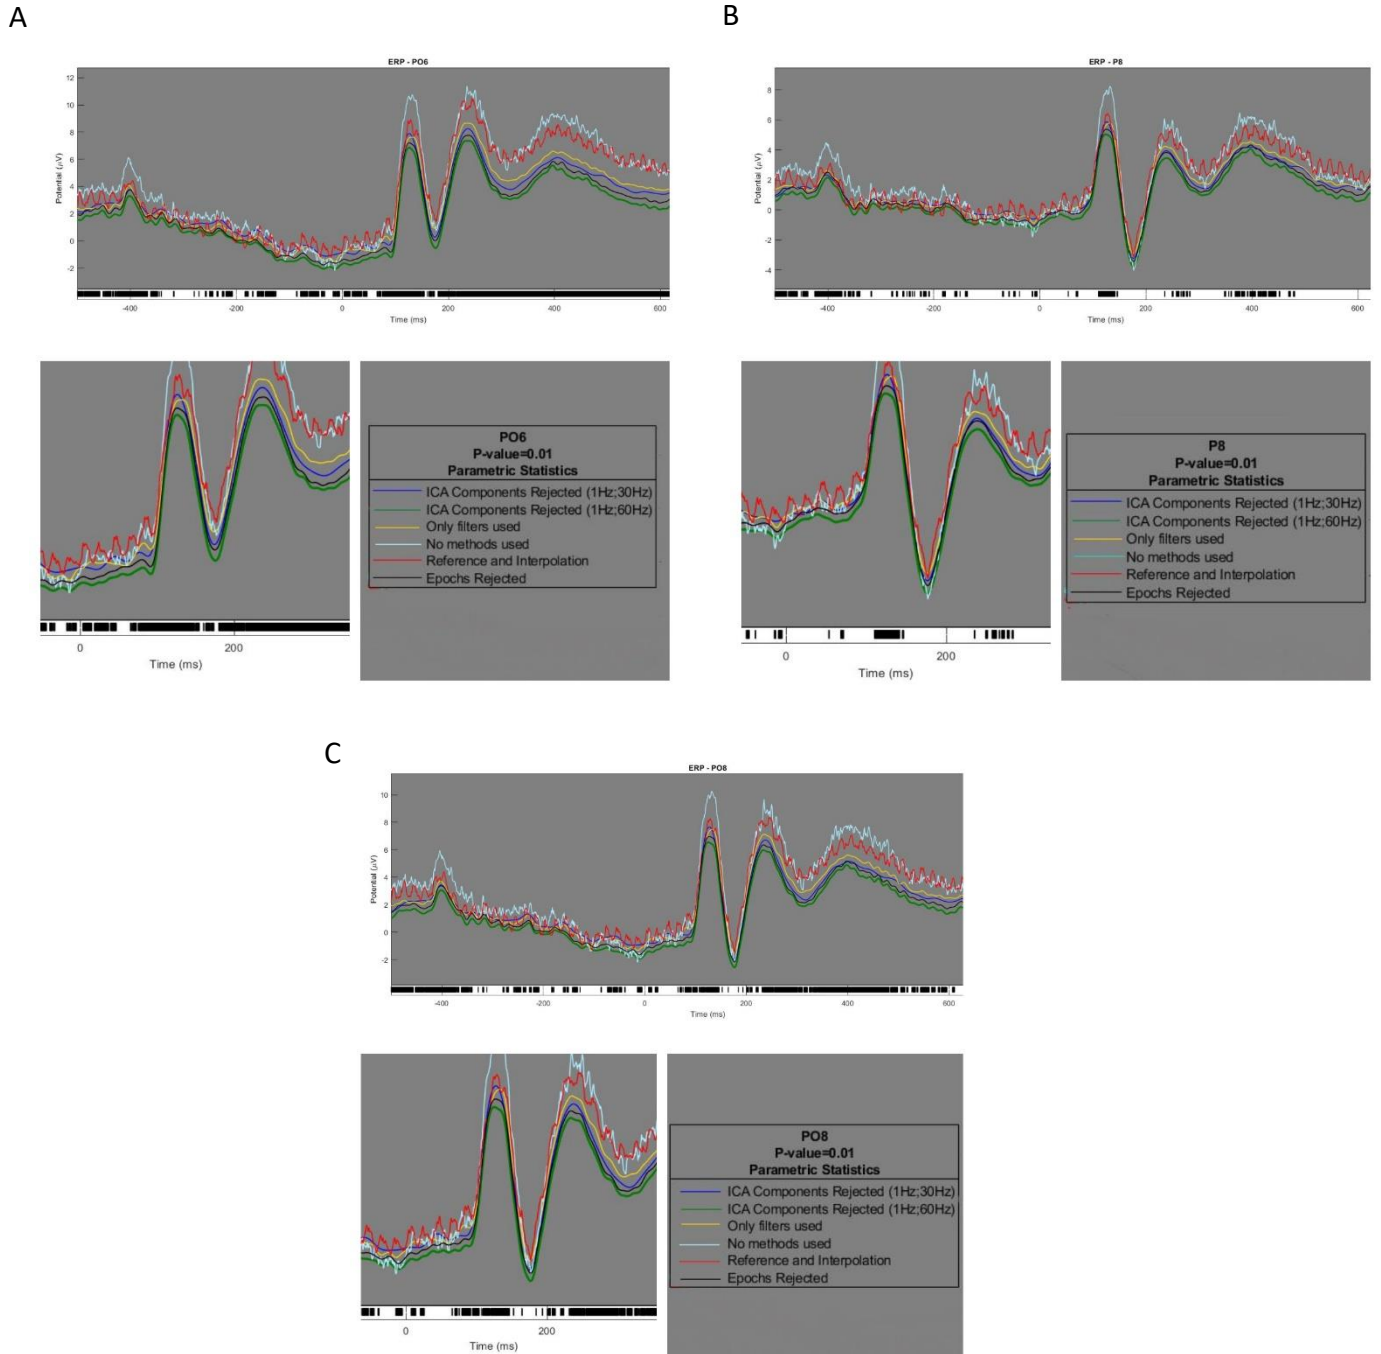 A
B
ERP - PO6
12
10
8
6
4
2
0
-2
Potential (μV)
-400
-200
0
200
400
600
Time (ms)
ERP - P8
8
6
4
2
0
-2
-4
Potential (μV)
-400
-200
0
200
400
600
Time (ms)
0
200
Time (ms)
PO6
P-value=0.01
Parametric Statistics
ICA Components Rejected (1Hz;30Hz)
ICA Components Rejected (1Hz;60Hz)
Only filters used
No methods used
Reference and Interpolation
Epochs Rejected
0
200
Time (ms)
P8
P-value=0.01
Parametric Statistics
ICA Components Rejected (1Hz;30Hz)
ICA Components Rejected (1Hz;60Hz)
Only filters used
No methods used
Reference and Interpolation
Epochs Rejected
C
ERP - PO8
10
8
6
4
2
0
-2
Potential (μV)
-400
-200
0
200
400
600
Time (ms)
0
200
Time (ms)
PO8
P-value=0.01
Parametric Statistics
ICA Components Rejected (1Hz;30Hz)
ICA Components Rejected (1Hz;60Hz)
Only filters used
No methods used
Reference and Interpolation
Epochs Rejected